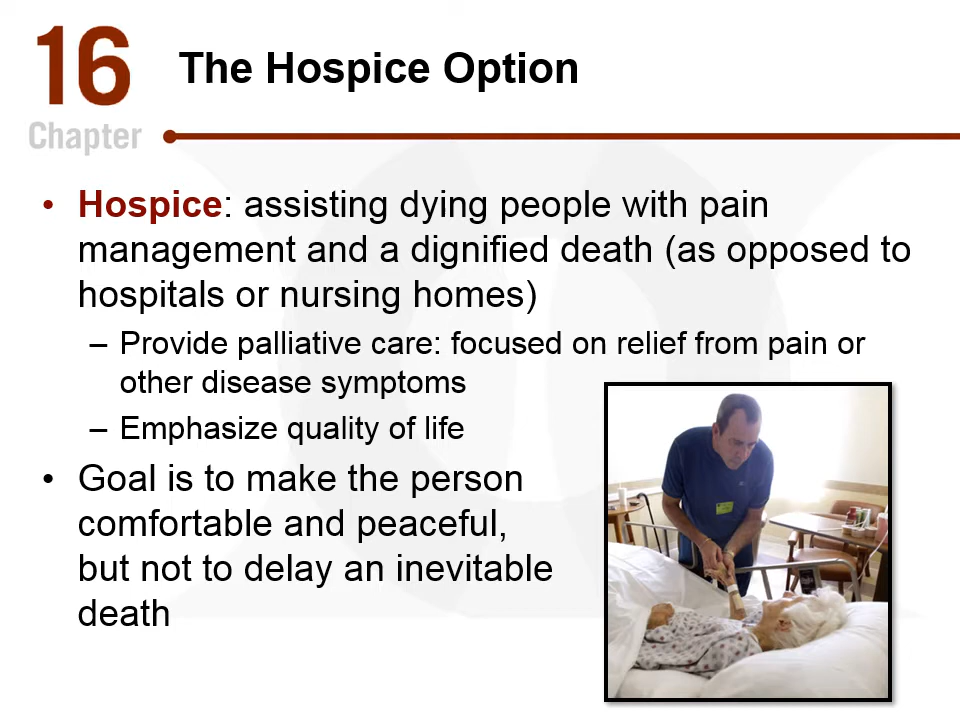 16
Chapter
The Hospice Option
• Hospice: assisting dying people with pain
management and a dignified death (as opposed to
hospitals or nursing homes)
– Provide palliative care: focused on relief from pain or
other disease symptoms
– Emphasize quality of life
• Goal is to make the person
comfortable and peaceful,
but not to delay an inevitable
death